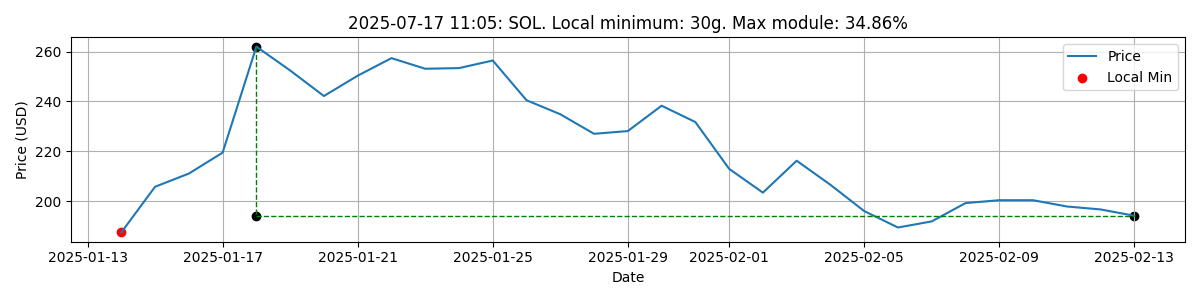 2025-07-17 11:05: SOL. Local minimum: 30g. Max module: 34.86%
Price (USD)
260
240
220
200
Price
Local Min
2025-01-13 2025-01-17 2025-01-21 2025-01-25 2025-01-29 2025-02-01 2025-02-05 2025-02-09 2025-02-13
Date